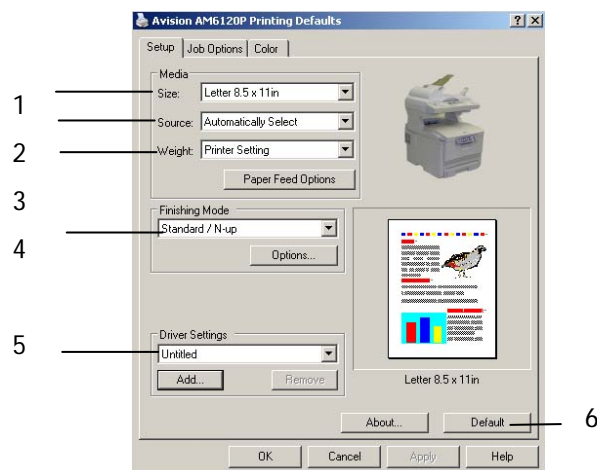 Avision AM6120P Printing Defaults
Setup Job Options Color
Media
1
Size: Letter 8.5 x 11in
Source: Automatically Select
2
Weight: Printer Setting
Paper Feed Options
3
Finishing Mode
4
Standard / N-up
Options...
Driver Settings
5
Untitled
Add... Remove
Letter 8.5 x 11in
About... Default
6
OK Cancel Apply Help